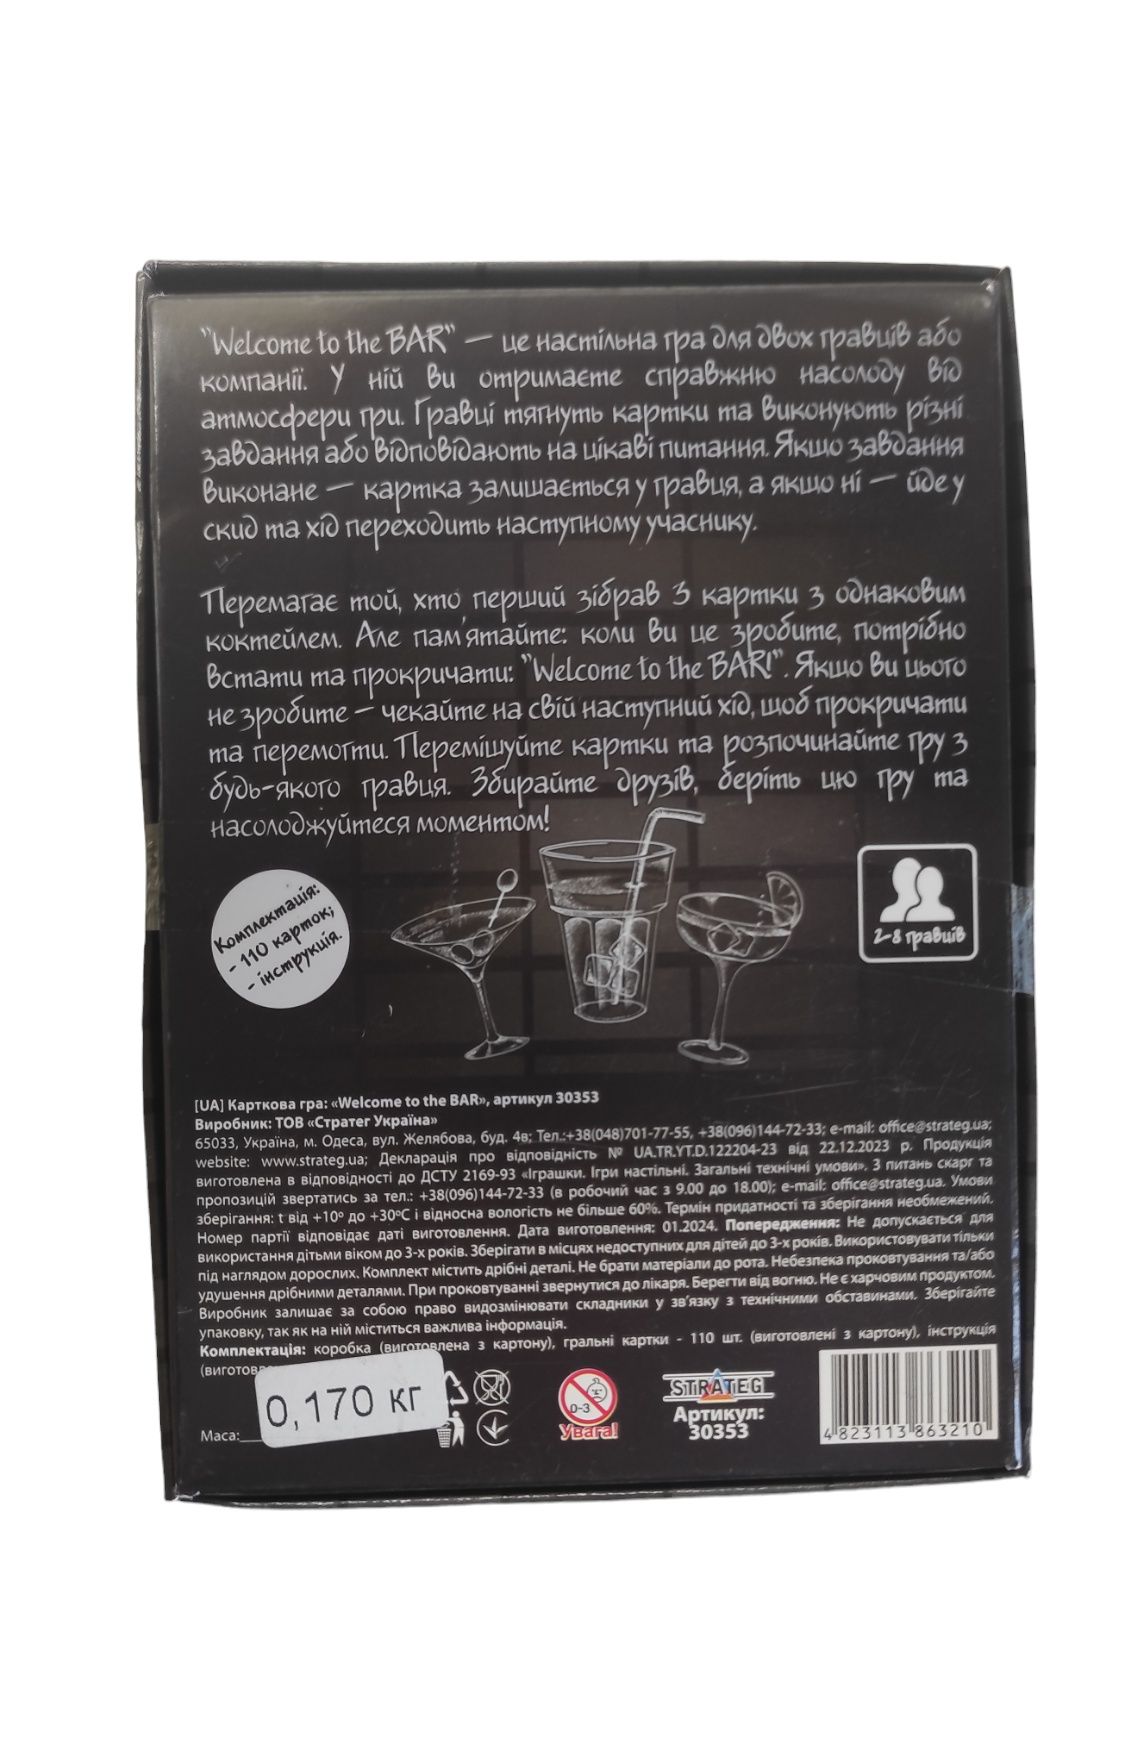 "Welcome to the BAR" — це настільна гра для двох гравців або
компанії. У ній ви отримаєте справжню насолоду від
атмосфери гри. Гравці тягнуть картки та виконують різні
завдання або відповідають на цікаві питання. Якщо завдання
виконане — картка залишається у гравця, а якщо ні — йде у
скид та хід переходить наступному учаснику.
Перемагає той, хто перший зібрав 3 картки з однаковим
коктейлем. Але пам'ятайте: коли ви це зробите, потрібно
встати та прокричати: "Welcome to the BAR!". Якщо ви цього
не зробите — чекайте на свій наступний хід, щоб прокричати
та перемогти. Перемішуйте картки та розпочинайте гру з
будь-якого гравця. Збирайте друзів, беріть цю гру та
насолоджуйтеся моментом!
Комплектація:
- 110 карток;
- інструкція.
2-8 гравців
[UA] Карткова гра: «Welcome to the BAR», артикул 30353
Виробник: ТОВ «Стратег Україна»
65033, Україна, м. Одеса, вул. Желябова, буд. 4в; Тел.:+38(048)701-77-55, +38(096)144-72-33; e-mail: office@strateg.ua;
website: www.strateg.ua; Декларація про відповідність № UA.TR.YT.D.122204-23 від 22.12.2023 р. Продукція
виготовлена в відповідності до ДСТУ 2169-93 «Іграшки. Ігри настільні. Загальні технічні умови». З питань скарг та
пропозицій звертатись за тел.: +38(096)144-72-33 (в робочий час з 9.00 до 18.00); e-mail: office@strateg.ua. Умови
зберігання: t від +10º до +30ºС і відносна вологість не більше 60%. Термін придатності та зберігання необмежений.
Номер партії відповідає даті виготовлення. Дата виготовлення: 01.2024. Попередження: Не допускається для
використання дітьми віком до 3-х років. Зберігати в місцях недоступних для дітей до 3-х років. Використовувати тільки
під наглядом дорослих. Комплект містить дрібні деталі. Не брати матеріали до рота. Небезпека проковтування та/або
удушення дрібними деталями. При проковтуванні звернутися до лікаря. Берегти від вогню. Не є харчовим продуктом.
Виробник залишає за собою право видозмінювати складники у зв'язку з технічними обставинами. Зберігайте
упаковку, так як на ній міститься важлива інформація.
Комплектація: коробка (виготовлена з картону), гральні картки - 110 шт. (виготовлені з картону), інструкція
Маса: 0,170 кг
0-3
Увага!
STRATEG
Артикул:
30353
4 823113 863210